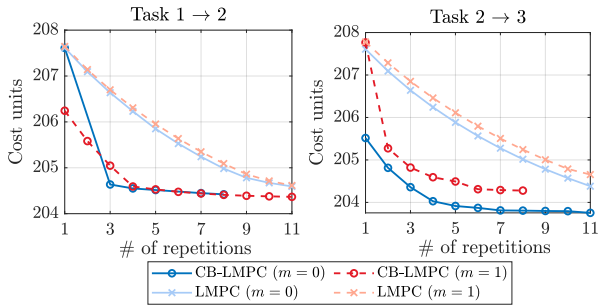 Task 1 → 2
Task 2 → 3
Cost units
208
207
206
205
204
1 3 5 7 9 11
# of repetitions
Cost units
208
207
206
205
204
1 3 5 7 9 11
# of repetitions
CB-LMPC (m = 0)
CB-LMPC (m = 1)
LMPC (m = 0)
LMPC (m = 1)